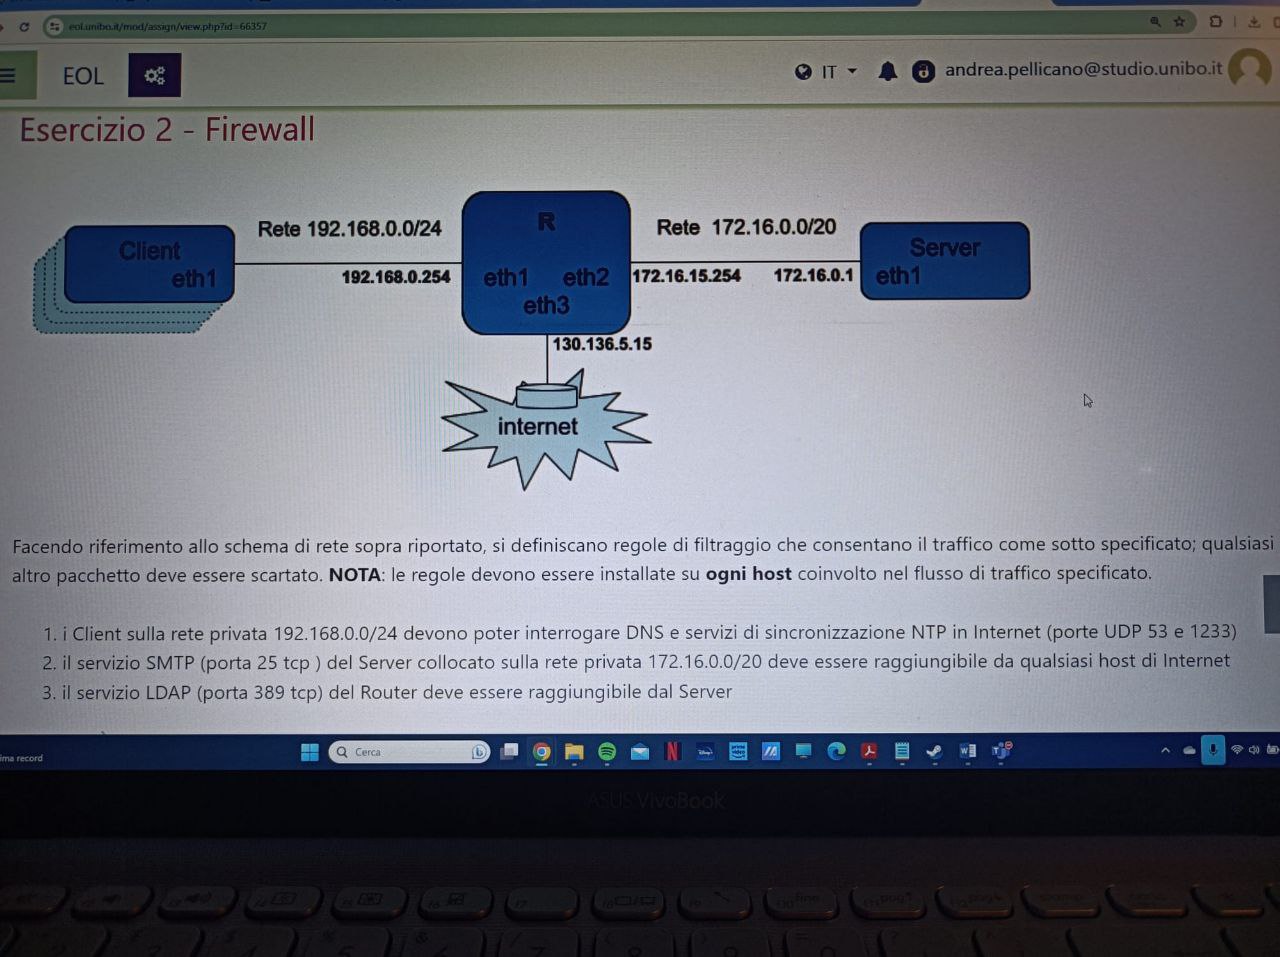 eol.unibo.it/mod/assign/view.php?id=66357
EOL
IT
andrea.pellicano@studio.unibo.it
Esercizio 2 - Firewall
Rete 192.168.0.0/24
R
Rete 172.16.0.0/20
Client
eth1
192.168.0.254
eth1
eth2
172.16.15.254
172.16.0.1
Server
eth1
eth3
130.136.5.15
internet
Facendo riferimento allo schema di rete sopra riportato, si definiscano regole di filtraggio che consentano il traffico come sotto specificato; qualsiasi
altro pacchetto deve essere scartato. NOTA: le regole devono essere installate su ogni host coinvolto nel flusso di traffico specificato.
1. i Client sulla rete privata 192.168.0.0/24 devono poter interrogare DNS e servizi di sincronizzazione NTP in Internet (porte UDP 53 e 1233)
2. il servizio SMTP (porta 25 tcp ) del Server collocato sulla rete privata 172.16.0.0/20 deve essere raggiungibile da qualsiasi host di Internet
3. il servizio LDAP (porta 389 tcp) del Router deve essere raggiungibile dal Server
ima record
Cerca
ASUS VivoBook